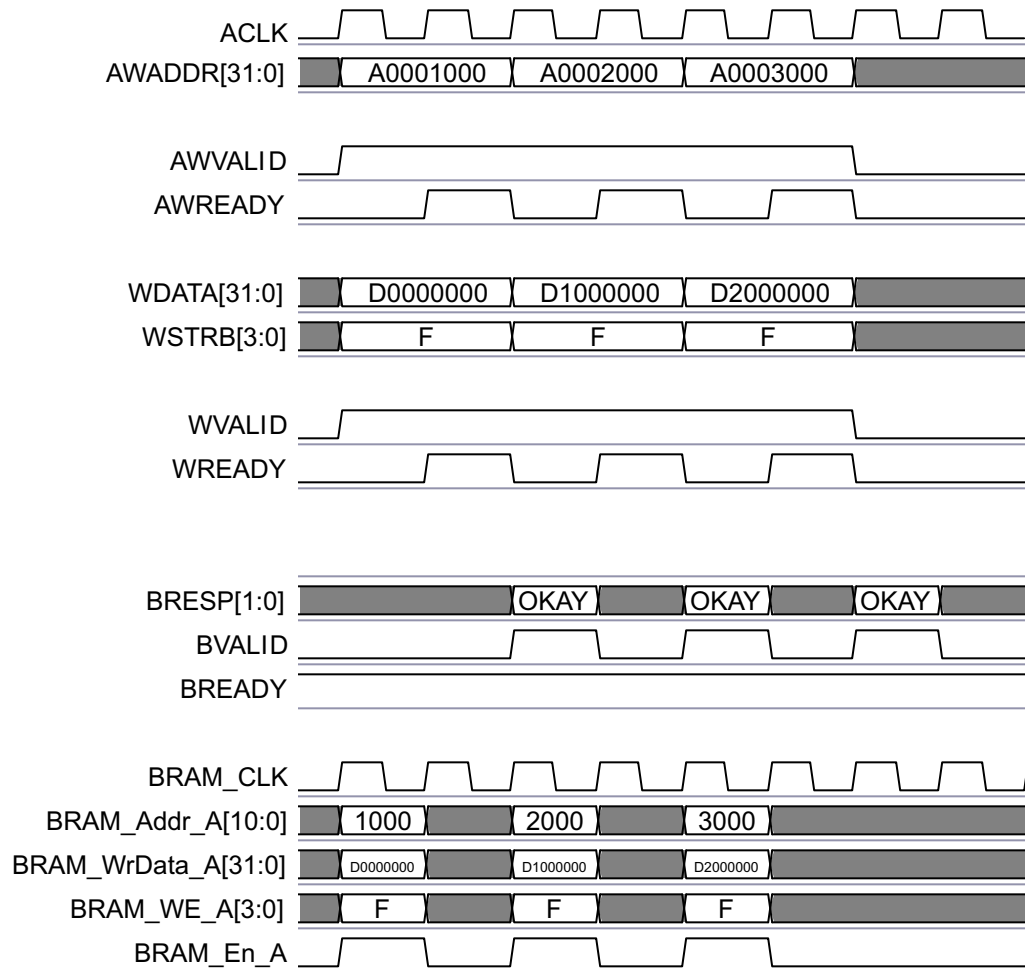 ACLK
AWADDR[31:0] A0001000 A0002000 A0003000
AWVALID
AWREADY
WDATA[31:0] D0000000 D1000000 D2000000
WSTRB[3:0] F F F
WVALID
WREADY
BRESP[1:0] OKAY OKAY OKAY
BVALID
BREADY
BRAM_CLK
BRAM_Addr_A[10:0] 1000 2000 3000
BRAM_WrData_A[31:0] D0000000 D1000000 D2000000
BRAM_WE_A[3:0] F F F
BRAM_En_A